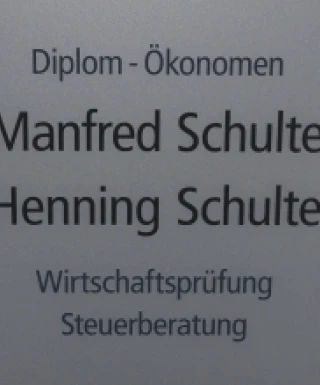 Diplom - Ökonomen
Manfred Schulte
Henning Schulte
Wirtschaftsprüfung
Steuerberatung